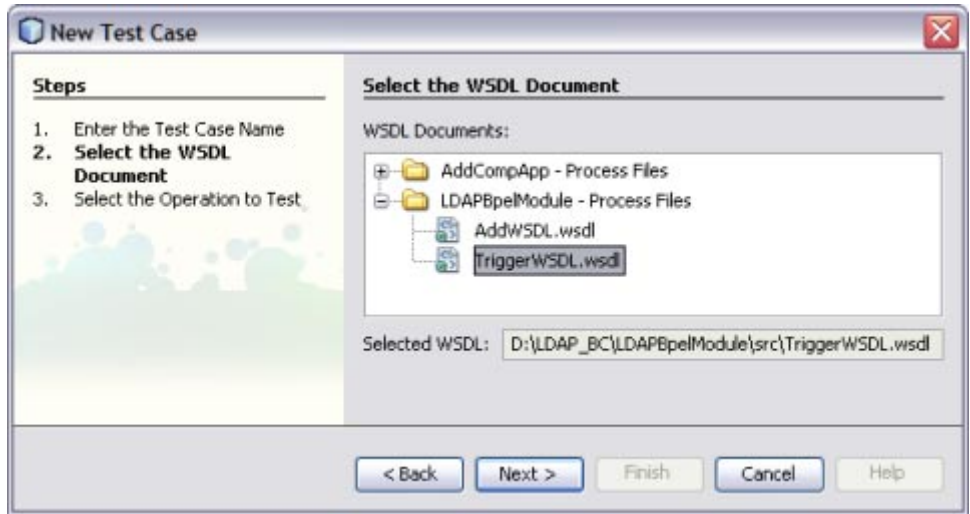 New Test Case
Steps
1. Enter the Test Case Name
2. Select the WSDL
Document
3. Select the Operation to Test
Select the WSDL Document
WSDL Documents:
AddCompApp - Process Files
LDAPBpelModule - Process Files
AddWSDL.wsdl
TriggerWSDL.wsdl
Selected WSDL: D:\LDAP_BC\LDAPBpelModule\src\TriggerWSDL.wsdl
< Back Next > Finish Cancel Help